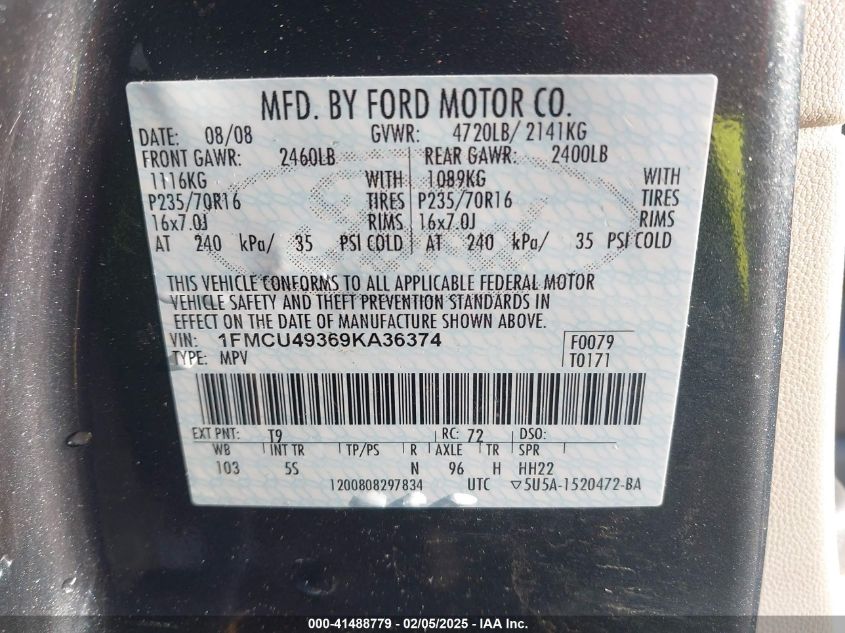 MFD. BY FORD MOTOR CO.
DATE: 08/08 GVWR: 4720LB/ 2141KG
FRONT GAWR: 2460LB REAR GAWR: 2400LB
1116KG WITH 1089KG WITH
P235/70R16 TIRES P235/70R16 TIRES
16x7.0J RIMS 16x7.0J RIMS
AT 240 kPa/ 35 PSI COLD AT 240 kPa/ 35 PSI COLD
THIS VEHICLE CONFORMS TO ALL APPLICABLE FEDERAL MOTOR
VEHICLE SAFETY AND THEFT PREVENTION STANDARDS IN
EFFECT ON THE DATE OF MANUFACTURE SHOWN ABOVE.
VIN: 1FMCU49369KA36374 F0079
TYPE: MPV T0171
EXT PNT: T9 RC: 72 DSO:
WB INT TR TP/PS R AXLE TR SPR
103 5S N 96 H HH22
1200808297834 UTC ▽5U5A-1520472-BA
000-41488779 - 02/05/2025 - IAA Inc.